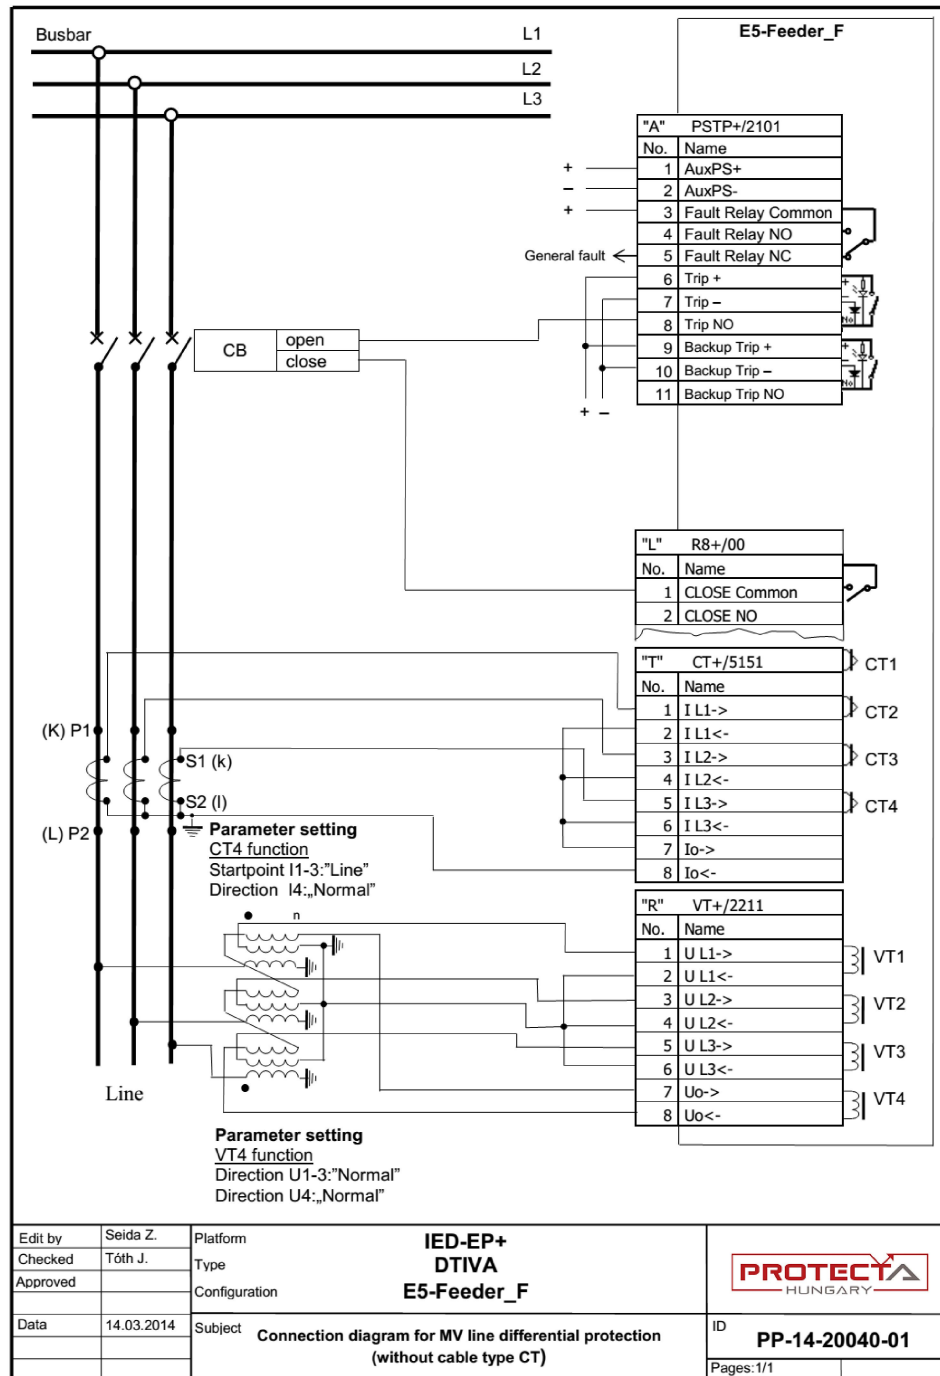 Busbar
L1
L2
L3
E5-Feeder_F
"A" PSTP+/2101
No. Name
+ 1 AuxPS+
− 2 AuxPS-
+ 3 Fault Relay Common
4 Fault Relay NO
General fault 5 Fault Relay NC
6 Trip +
7 Trip –
8 Trip NO
9 Backup Trip +
10 Backup Trip –
11 Backup Trip NO
+ −
+
No
+
No
CB open
close
"L" R8+/00
No. Name
1 CLOSE Common
2 CLOSE NO
"T" CT+/5151
No. Name
1 I L1->
2 I L1<-
3 I L2->
4 I L2<-
5 I L3->
6 I L3<-
7 Io->
8 Io<-
CT1
CT2
CT3
CT4
(K) P1
S1 (k)
S2 (l)
(L) P2
Parameter setting
CT4 function
Startpoint I1-3:"Line"
Direction I4:„Normal"
n
"R" VT+/2211
No. Name
1 U L1->
2 U L1<-
3 U L2->
4 U L2<-
5 U L3->
6 U L3<-
7 Uo->
8 Uo<-
VT1
VT2
VT3
VT4
Line
Parameter setting
VT4 function
Direction U1-3:"Normal"
Direction U4:„Normal"
Edit by Seida Z.
Checked Tóth J.
Approved
Data 14.03.2014
Platform IED-EP+
Type DTIVA
Configuration E5-Feeder_F
Subject Connection diagram for MV line differential protection
(without cable type CT)
PROTECTA
HUNGARY
ID
PP-14-20040-01
Pages:1/1